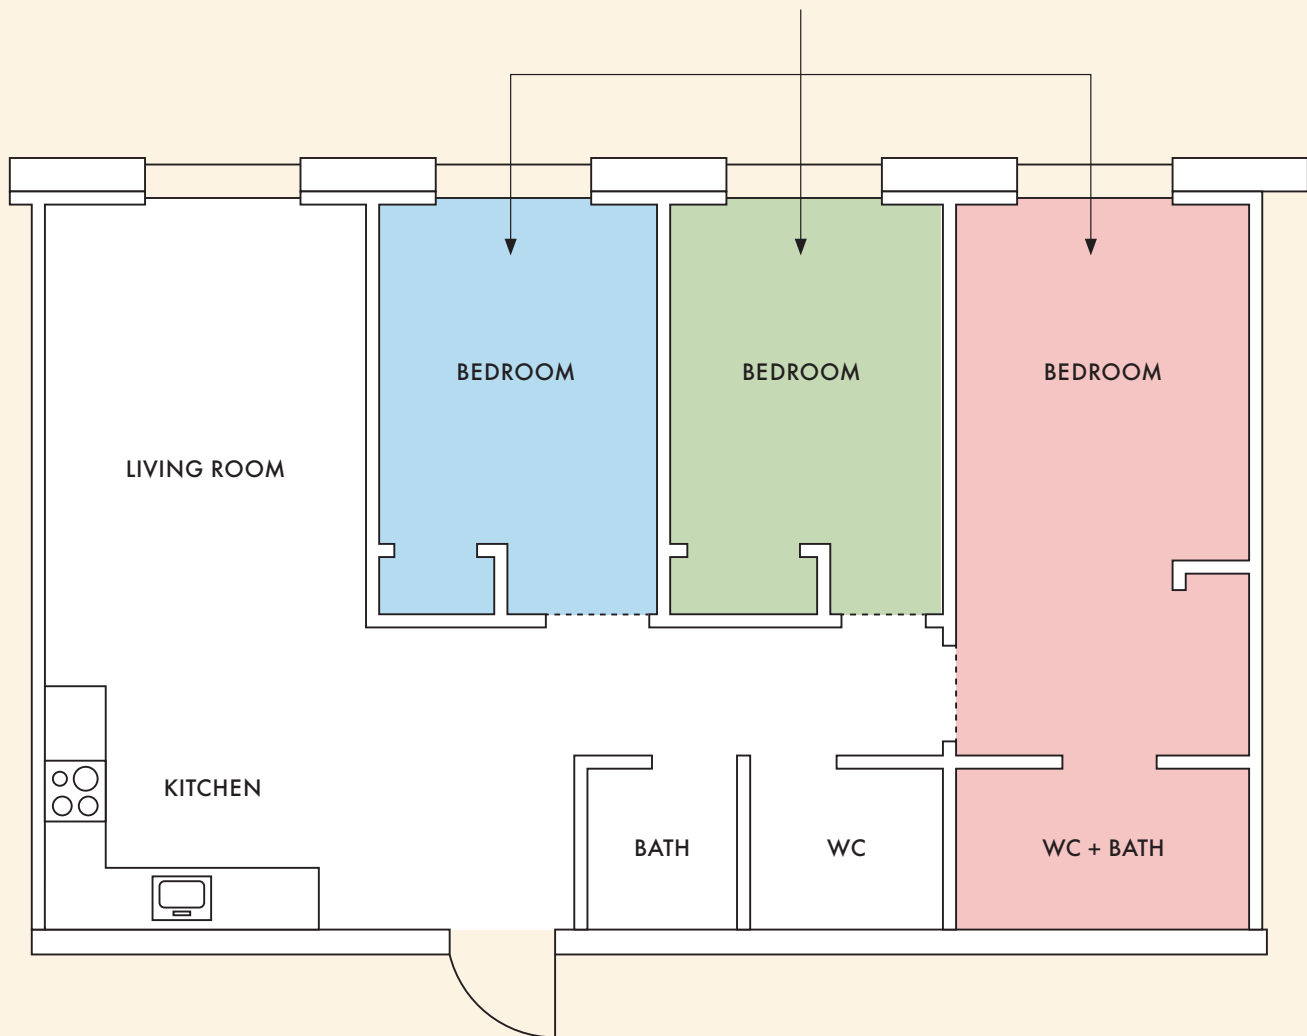 BEDROOM
BEDROOM
BEDROOM
LIVING ROOM
KITCHEN
BATH
WC
WC + BATH